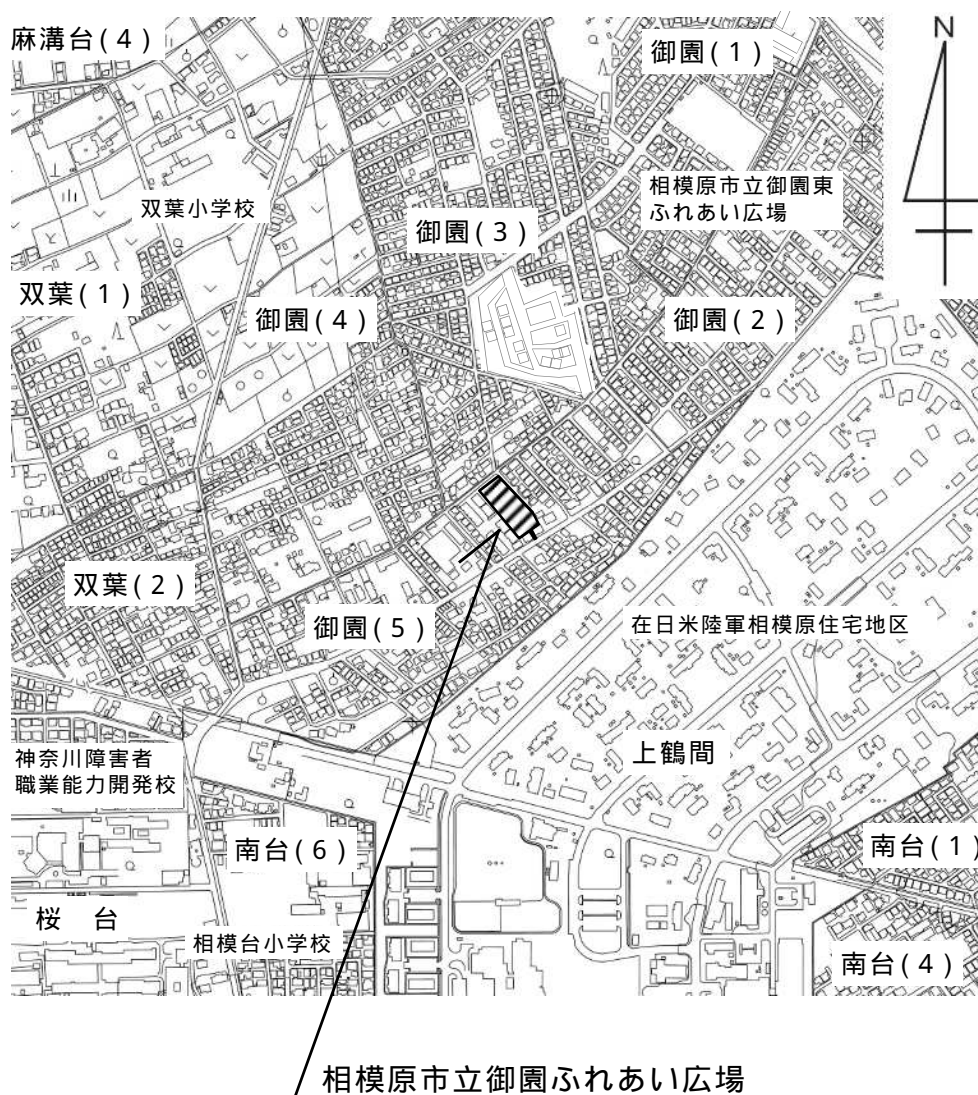 麻溝台(4)
御園(1)
N
双葉小学校
相模原市立御園東
ふれあい広場
御園(3)
双葉(1)
御園(4)
御園(2)
双葉(2)
御園(5)
在日米陸軍相模原住宅地区
上鶴間
神奈川障害者
職業能力開発校
南台(6)
南台(1)
桜 台
相模台小学校
南台(4)
相模原市立御園ふれあい広場